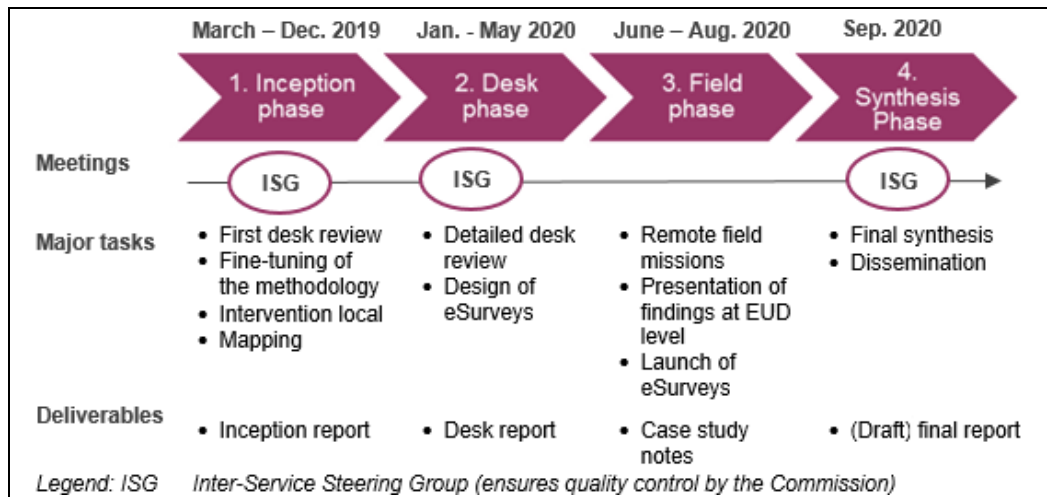 March – Dec. 2019 Jan. - May 2020 June – Aug. 2020 Sep. 2020
1. Inception
phase
2. Desk
phase
3. Field
phase
4.
Synthesis
Phase
Meetings
ISG
ISG
ISG
Major tasks
• First desk review
• Fine-tuning of
the methodology
• Intervention local
• Mapping
• Detailed desk
review
• Design of
eSurveys
• Remote field
missions
• Presentation of
findings at EUD
level
• Launch of
eSurveys
• Final synthesis
• Dissemination
Deliverables
• Inception report
• Desk report
• Case study
notes
• (Draft) final report
Legend: ISG Inter-Service Steering Group (ensures quality control by the Commission)